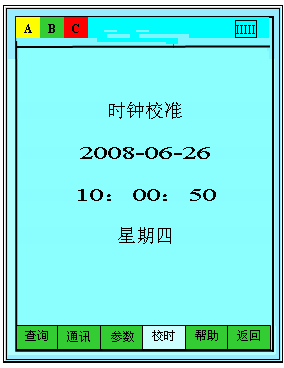 A B C
时钟校准
2008-06-26
10： 00： 50
星期四
查询 通讯 参数 校时 帮助 返回